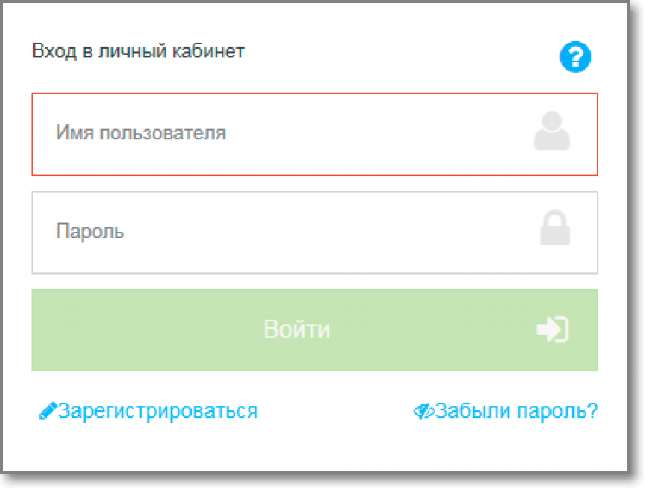 Вход в личный кабинет
Имя пользователя
Пароль
Войти
Зарегистрироваться
Забыли пароль?